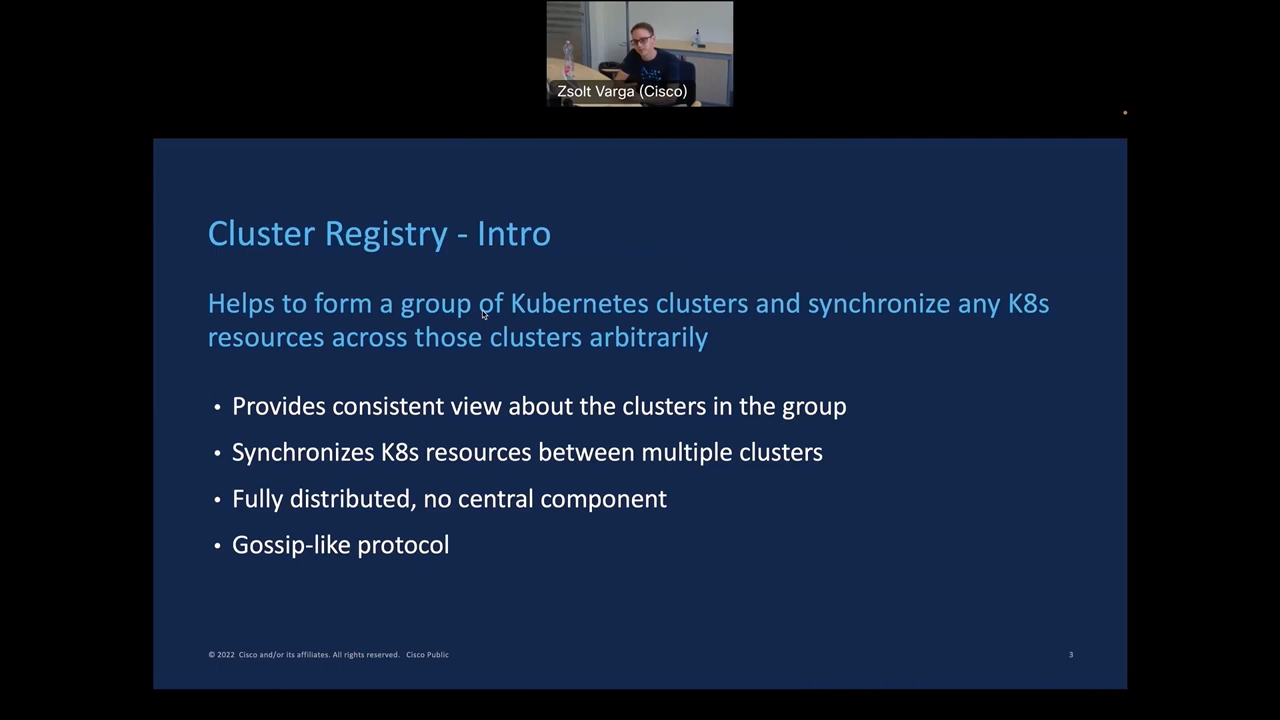 Zsolt Varga (Cisco)
Cluster Registry - Intro
Helps to form a group of Kubernetes clusters and synchronize any K8s
resources across those clusters arbitrarily
• Provides consistent view about the clusters in the group
• Synchronizes K8s resources between multiple clusters
• Fully distributed, no central component
• Gossip-like protocol
© 2022 Cisco and/or its affiliates. All rights reserved. Cisco Public
3